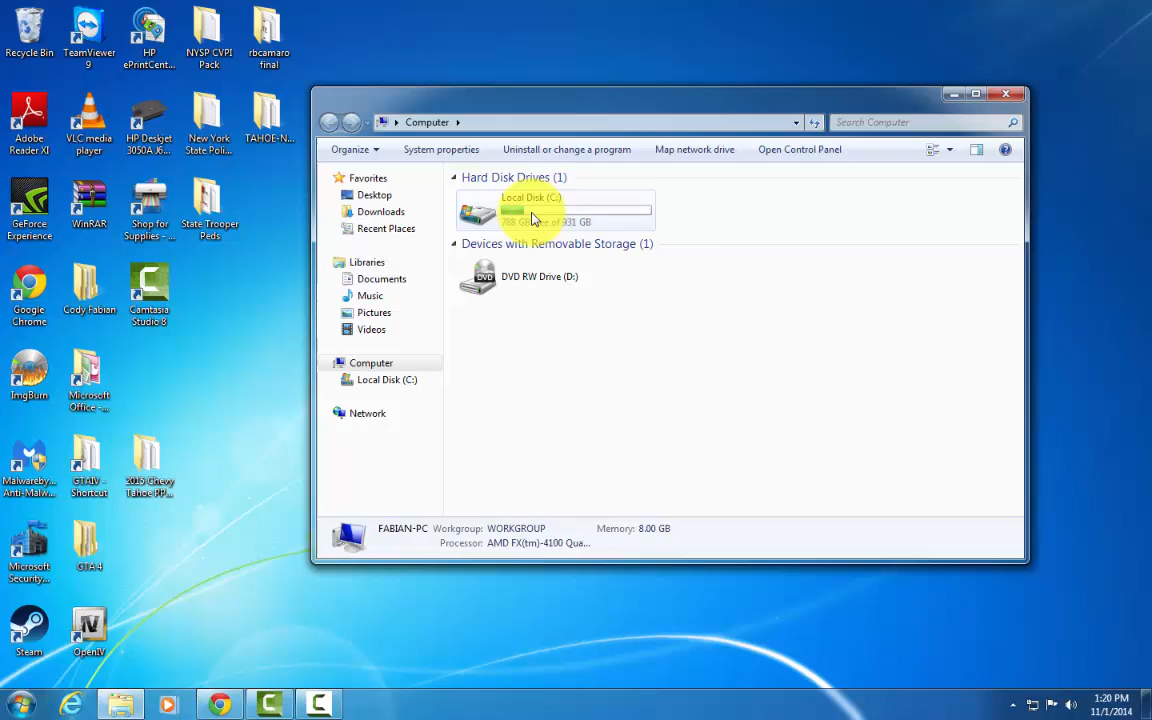 Recycle Bin
TeamViewer 9
HP ePrintCent...
NYSP CVPI Pack
rbcamaro final
Adobe Reader XI
VLC media player
HP Deskjet 3050A J6...
New York State Poli...
TAHOE-N...
GeForce Experience
WinRAR
Shop for Supplies - ...
State Trooper Peds
Google Chrome
Cody Fabian
Camtasia Studio 8
ImgBurn
Microsoft Office - ...
Malwareby... Anti-Malw...
GTAIV - Shortcut
2015 Chevy Tahoe PP...
Microsoft Security...
GTA 4
Steam
OpenIV
Computer
Search Computer
Organize
System properties
Uninstall or change a program
Map network drive
Open Control Panel
Favorites
Desktop
Downloads
Recent Places
Libraries
Documents
Music
Pictures
Videos
Computer
Local Disk (C:)
Network
Hard Disk Drives (1)
Local Disk (C:)
788 GB free of 931 GB
Devices with Removable Storage (1)
DVD
DVD RW Drive (D:)
FABIAN-PC Workgroup: WORKGROUP Memory: 8.00 GB
Processor: AMD FX(tm)-4100 Qua...
1:20 PM
11/1/2014